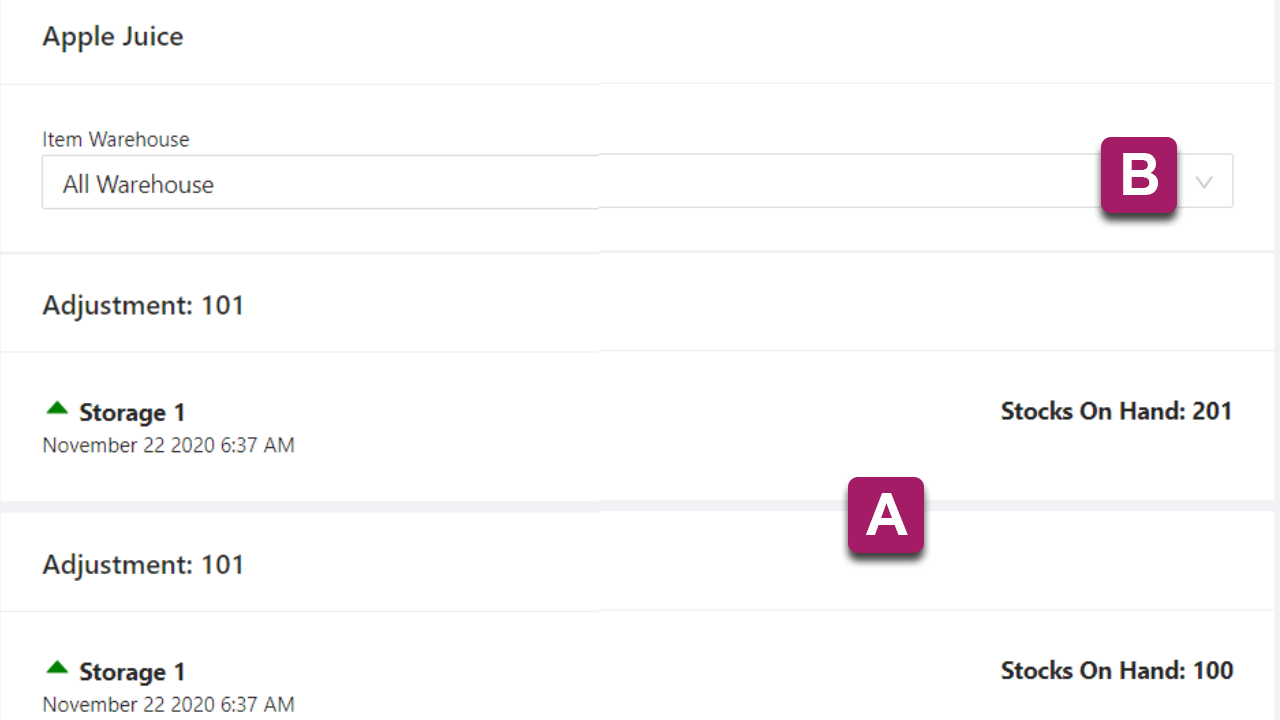 Apple Juice
Item Warehouse
All Warehouse
B
Adjustment: 101
Storage 1
Stocks On Hand: 201
November 22 2020 6:37 AM
A
Adjustment: 101
Storage 1
Stocks On Hand: 100
November 22 2020 6:37 AM